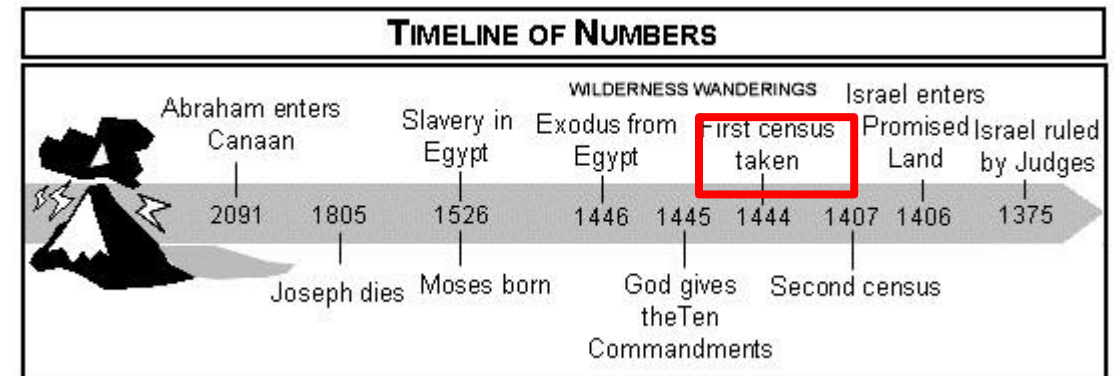 TIMELINE OF NUMBERS
WILDERNESS WANDERINGS
Abraham enters
Canaan
Slavery in
Egypt
Exodus from
Egypt
First census
taken
Israel enters
Promised
Land
Israel ruled
by Judges
2091 1805 1526 1446 1445 1444 1407 1406 1375
Joseph dies
Moses born
God gives
theTen
Commandments
Second census